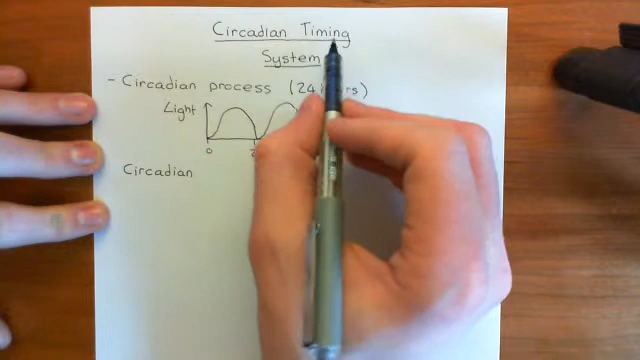 Circadian Timing
System
- Circadian process (24
Light
0
Circadian